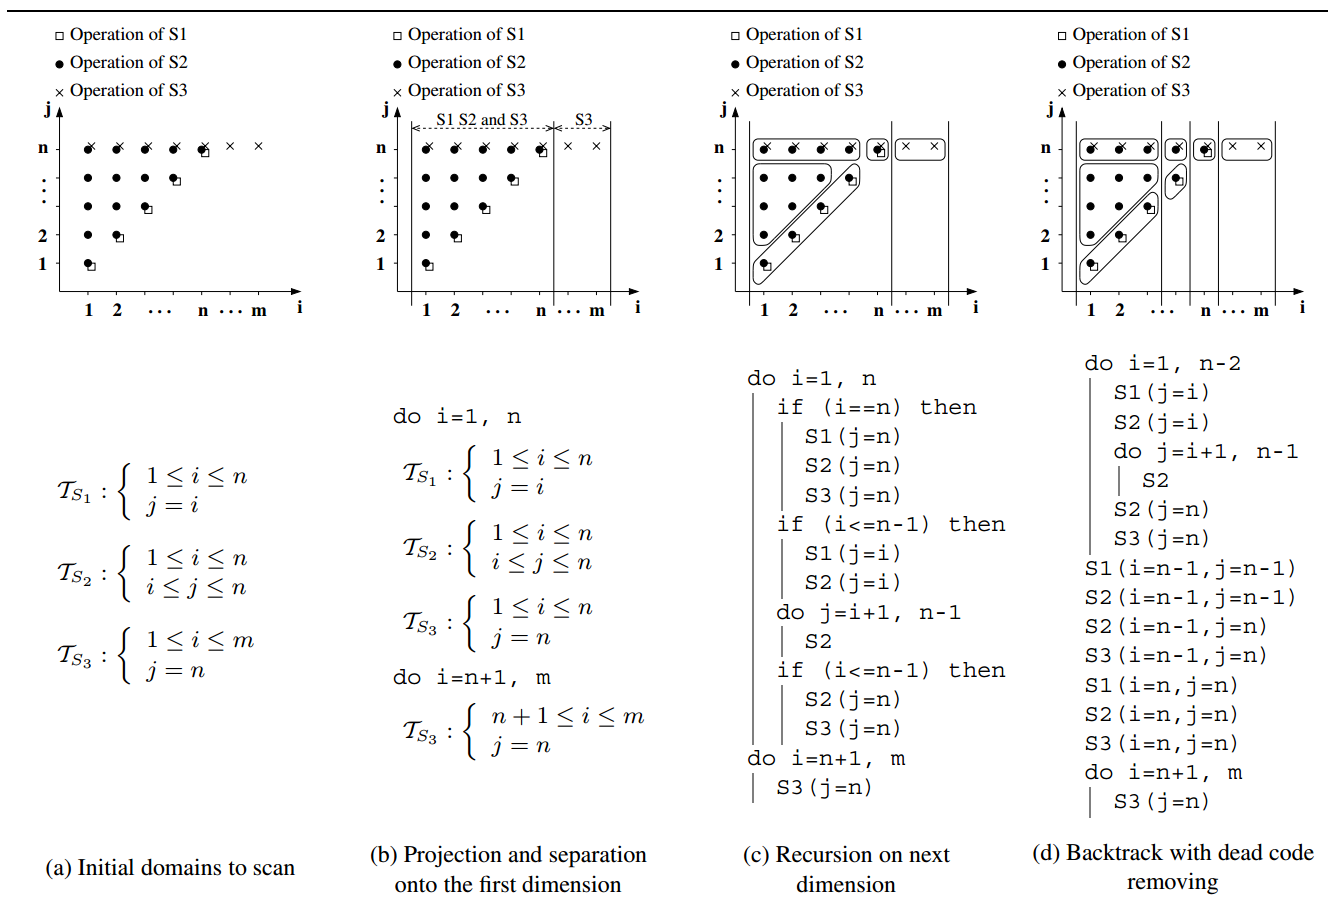 □ Operation of S1
● Operation of S2
× Operation of S3
j
n
⋮
2
1
1 2 ··· n ··· m i
𝒯S1 : { 1 ≤ i ≤ n
j = i
𝒯S2 : { 1 ≤ i ≤ n
i ≤ j ≤ n
𝒯S3 : { 1 ≤ i ≤ m
j = n
(a) Initial domains to scan
□ Operation of S1
● Operation of S2
× Operation of S3
j
S1 S2 and S3 S3
n
⋮
2
1
1 2 ··· n ··· m i
do i=1, n
𝒯S1 : { 1 ≤ i ≤ n
j = i
𝒯S2 : { 1 ≤ i ≤ n
i ≤ j ≤ n
𝒯S3 : { 1 ≤ i ≤ n
j = n
do i=n+1, m
𝒯S3 : { n + 1 ≤ i ≤ m
j = n
(b) Projection and separation
onto the first dimension
□ Operation of S1
● Operation of S2
× Operation of S3
j
n
⋮
2
1
1 2 ··· n ··· m i
do i=1, n
if (i==n) then
S1(j=n)
S2(j=n)
S3(j=n)
if (i<=n-1) then
S1(j=i)
S2(j=i)
do j=i+1, n-1
S2
if (i<=n-1) then
S2(j=n)
S3(j=n)
do i=n+1, m
S3(j=n)
(c) Recursion on next
dimension
□ Operation of S1
● Operation of S2
× Operation of S3
j
n
⋮
2
1
1 2 ··· n ··· m i
do i=1, n-2
S1(j=i)
S2(j=i)
do j=i+1, n-1
S2
S2(j=n)
S3(j=n)
S1(i=n-1,j=n-1)
S2(i=n-1,j=n-1)
S2(i=n-1,j=n)
S3(i=n-1,j=n)
S1(i=n,j=n)
S2(i=n,j=n)
S3(i=n,j=n)
do i=n+1, m
S3(j=n)
(d) Backtrack with dead code
removing